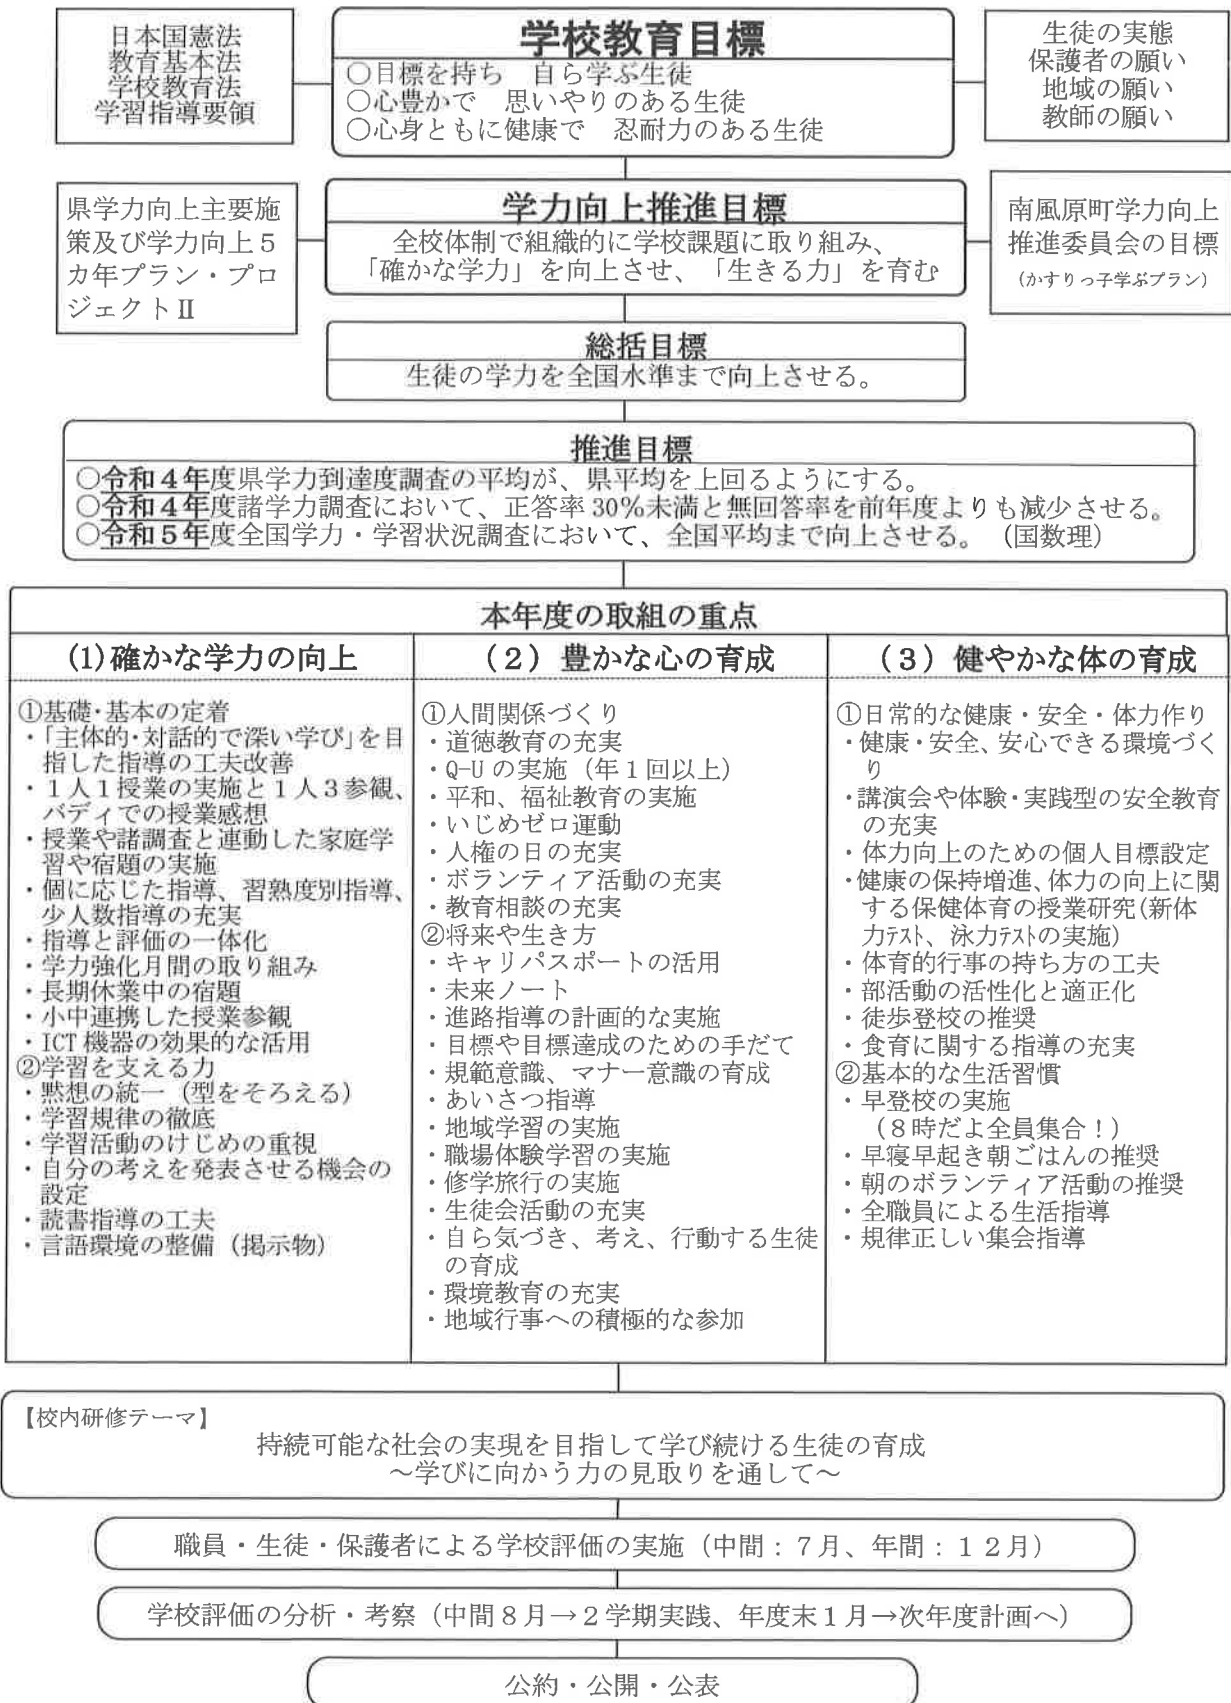 日本国憲法
教育基本法
学校教育法
学習指導要領
学校教育目標
○目標を持ち　自ら学ぶ生徒
○心豊かで　思いやりのある生徒
○心身ともに健康で　忍耐力のある生徒
生徒の実態
保護者の願い
地域の願い
教師の願い
県学力向上主要施
策及び学力向上５
カ年プラン・プロ
ジェクトⅡ
学力向上推進目標
全校体制で組織的に学校課題に取り組み、
「確かな学力」を向上させ、「生きる力」を育む
南風原町学力向上
推進委員会の目標
（かすりっ子学ぶプラン）
総括目標
生徒の学力を全国水準まで向上させる。
推進目標
○令和４年度県学力到達度調査の平均が、県平均を上回るようにする。
○令和４年度諸学力調査において、正答率 30％未満と無回答率を前年度よりも減少させる。
○令和５年度全国学力・学習状況調査において、全国平均まで向上させる。（国数理）
本年度の取組の重点
(1)確かな学力の向上
①基礎･基本の定着
・「主体的･対話的で深い学び」を目
指した指導の工夫改善
・１人１授業の実施と１人３参観、
バディでの授業感想
・授業や諸調査と連動した家庭学
習や宿題の実施
・個に応じた指導、習熟度別指導、
少人数指導の充実
・指導と評価の一体化
・学力強化月間の取り組み
・長期休業中の宿題
・小中連携した授業参観
・ICT 機器の効果的な活用
②学習を支える力
・黙想の統一（型をそろえる）
・学習規律の徹底
・学習活動のけじめの重視
・自分の考えを発表させる機会の
設定
・読書指導の工夫
・言語環境の整備（掲示物）
（２）豊かな心の育成
①人間関係づくり
・道徳教育の充実
・Q-U の実施（年１回以上）
・平和、福祉教育の実施
・いじめゼロ運動
・人権の日の充実
・ボランティア活動の充実
・教育相談の充実
②将来や生き方
・キャリパスポートの活用
・未来ノート
・進路指導の計画的な実施
・目標や目標達成のための手だて
・規範意識、マナー意識の育成
・あいさつ指導
・地域学習の実施
・職場体験学習の実施
・修学旅行の実施
・生徒会活動の充実
・自ら気づき、考え、行動する生徒
の育成
・環境教育の充実
・地域行事への積極的な参加
（３）健やかな体の育成
①日常的な健康・安全・体力作り
・健康・安全、安心できる環境づく
り
・講演会や体験・実践型の安全教育
の充実
・体力向上のための個人目標設定
・健康の保持増進、体力の向上に関
する保健体育の授業研究(新体
力ﾃｽﾄ、泳力ﾃｽﾄの実施)
・体育的行事の持ち方の工夫
・部活動の活性化と適正化
・徒歩登校の推奨
・食育に関する指導の充実
②基本的な生活習慣
・早登校の実施
（８時だよ全員集合！）
・早寝早起き朝ごはんの推奨
・朝のボランティア活動の推奨
・全職員による生活指導
・規律正しい集会指導
【校内研修テーマ】
持続可能な社会の実現を目指して学び続ける生徒の育成
～学びに向かう力の見取りを通して～
職員・生徒・保護者による学校評価の実施（中間：７月、年間：１２月）
学校評価の分析・考察（中間８月→２学期実践、年度末１月→次年度計画へ）
公約・公開・公表